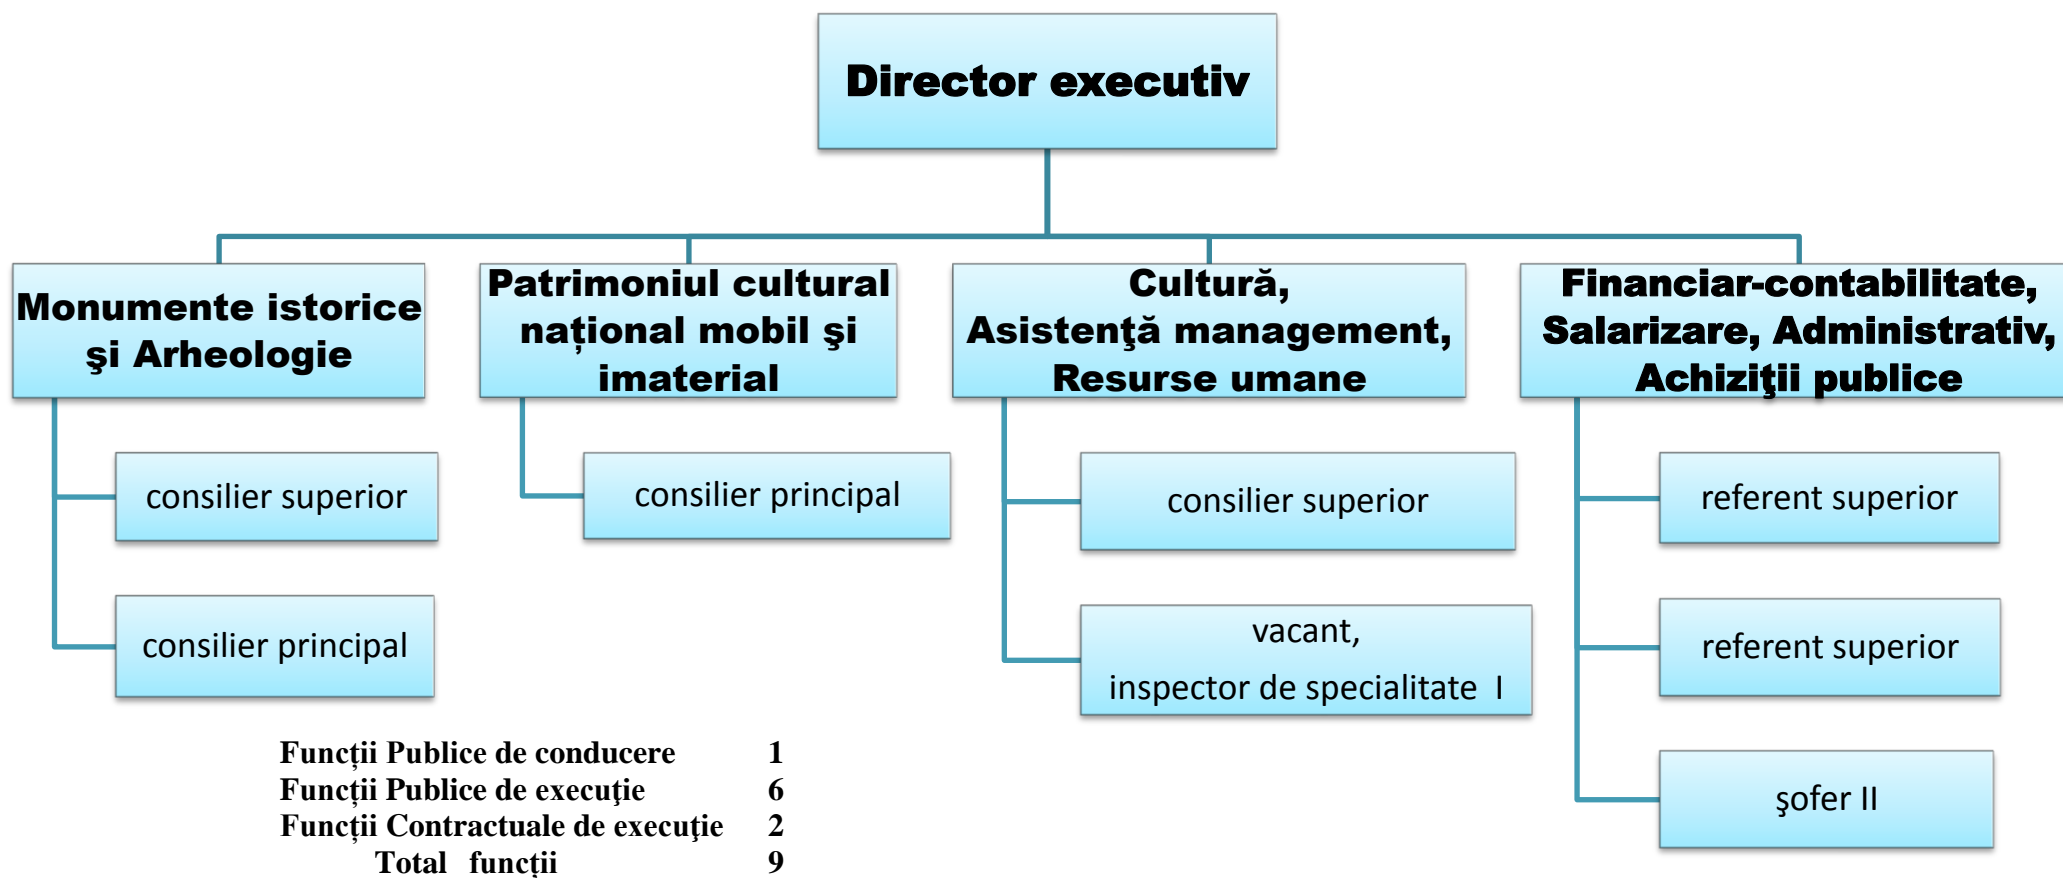 Director executiv
Monumente istorice
şi Arheologie
Patrimoniul cultural
național mobil şi
imaterial
Cultură,
Asistenţă management,
Resurse umane
Financiar-contabilitate,
Salarizare, Administrativ,
Achiziţii publice
consilier superior
consilier principal
consilier principal
consilier superior
vacant,
inspector de specialitate I
referent superior
referent superior
şofer II
Funcții Publice de conducere 1
Funcții Publice de execuţie 6
Funcții Contractuale de execuţie 2
Total funcții 9